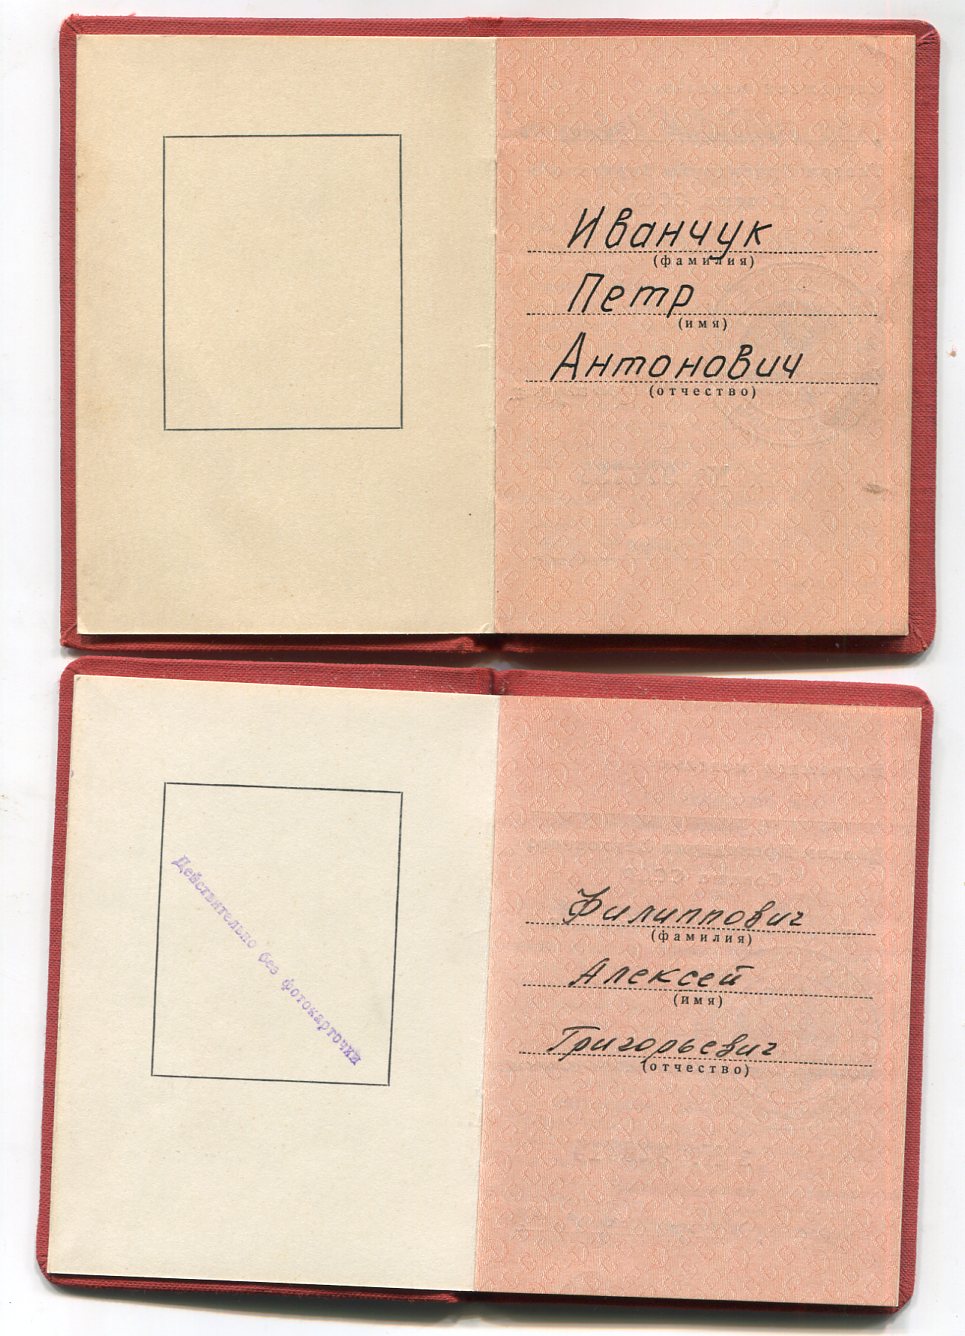 Иванчук
(фамилия)
Петр
(имя)
Антонович
(отчество)
Действительно без фотокарточки
Филиппович
(фамилия)
Алексей
(имя)
Григорьевич
(отчество)